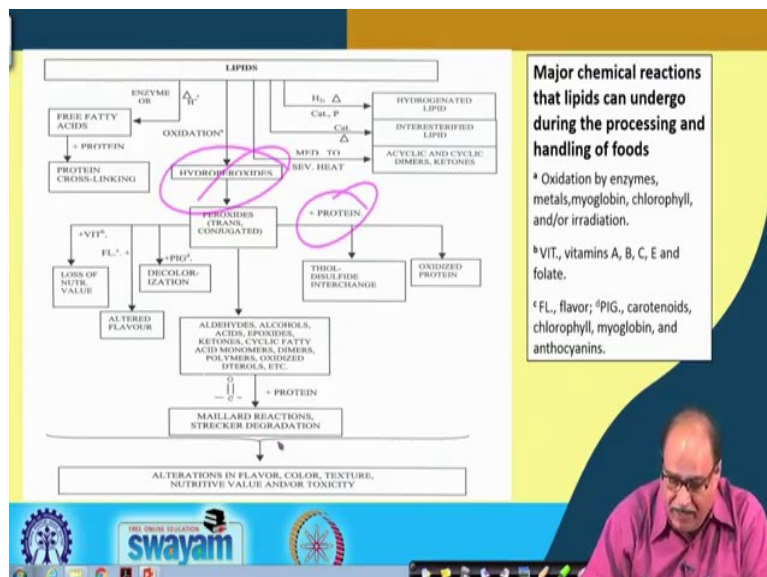 LIPIDS
ENZYME
OR
Δ
H.ᶜ
H₂, Δ
Cat., P
HYDROGENATED
LIPID
FREE FATTY
ACIDS
OXIDATIONᵃ
Cat.
Δ
INTERESTERIFIED
LIPID
+ PROTEIN
MED. TO
SEV. HEAT
ACYCLIC AND CYCLIC
DIMERS, KETONES
PROTEIN
CROSS-LINKING
HYDROPEROXIDES
PEROXIDES
(TRANS,
CONJUGATED)
+ PROTEIN
+VITᵇ.
FL.ᶜ. +
+PIGᵈ.
LOSS OF
NUTR.
VALUE
DECOLOR-
IZATION
THIOL-
DISULFIDE
INTERCHANGE
OXIDIZED
PROTEIN
ALTERED
FLAVOUR
ALDEHYDES, ALCOHOLS,
ACIDS, EPOXIDES,
KETONES, CYCLIC FATTY
ACID MONOMERS, DIMERS,
POLYMERS, OXIDIZED
DTEROLS, ETC.
O
||
— C –
+ PROTEIN
MAILLARD REACTIONS,
STRECKER DEGRADATION
ALTERATIONS IN FLAVOR, COLOR, TEXTURE,
NUTRITIVE VALUE AND/OR TOXICITY
Major chemical reactions
that lipids can undergo
during the processing and
handling of foods
ᵃ Oxidation by enzymes,
metals,myoglobin, chlorophyll,
and/or irradiation.
ᵇ VIT., vitamins A, B, C, E and
folate.
ᶜ FL., flavor; ᵈPIG., carotenoids,
chlorophyll, myoglobin, and
anthocyanins.
FREE ONLINE EDUCATION
swayam